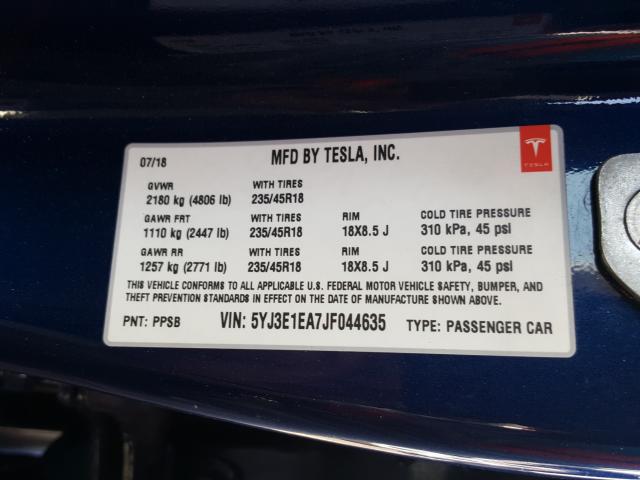 07/18 MFD BY TESLA, INC.
TESLA
GVWR WITH TIRES
2180 kg (4806 lb) 235/45R18
GAWR FRT WITH TIRES RIM COLD TIRE PRESSURE
1110 kg (2447 lb) 235/45R18 18X8.5 J 310 kPa, 45 psi
GAWR RR WITH TIRES RIM COLD TIRE PRESSURE
1257 kg (2771 lb) 235/45R18 18X8.5 J 310 kPa, 45 psi
THIS VEHICLE CONFORMS TO ALL APPLICABLE U.S. FEDERAL MOTOR VEHICLE SAFETY, BUMPER, AND
THEFT PREVENTION STANDARDS IN EFFECT ON THE DATE OF MANUFACTURE SHOWN ABOVE.
PNT: PPSB VIN: 5YJ3E1EA7JF044635 TYPE: PASSENGER CAR